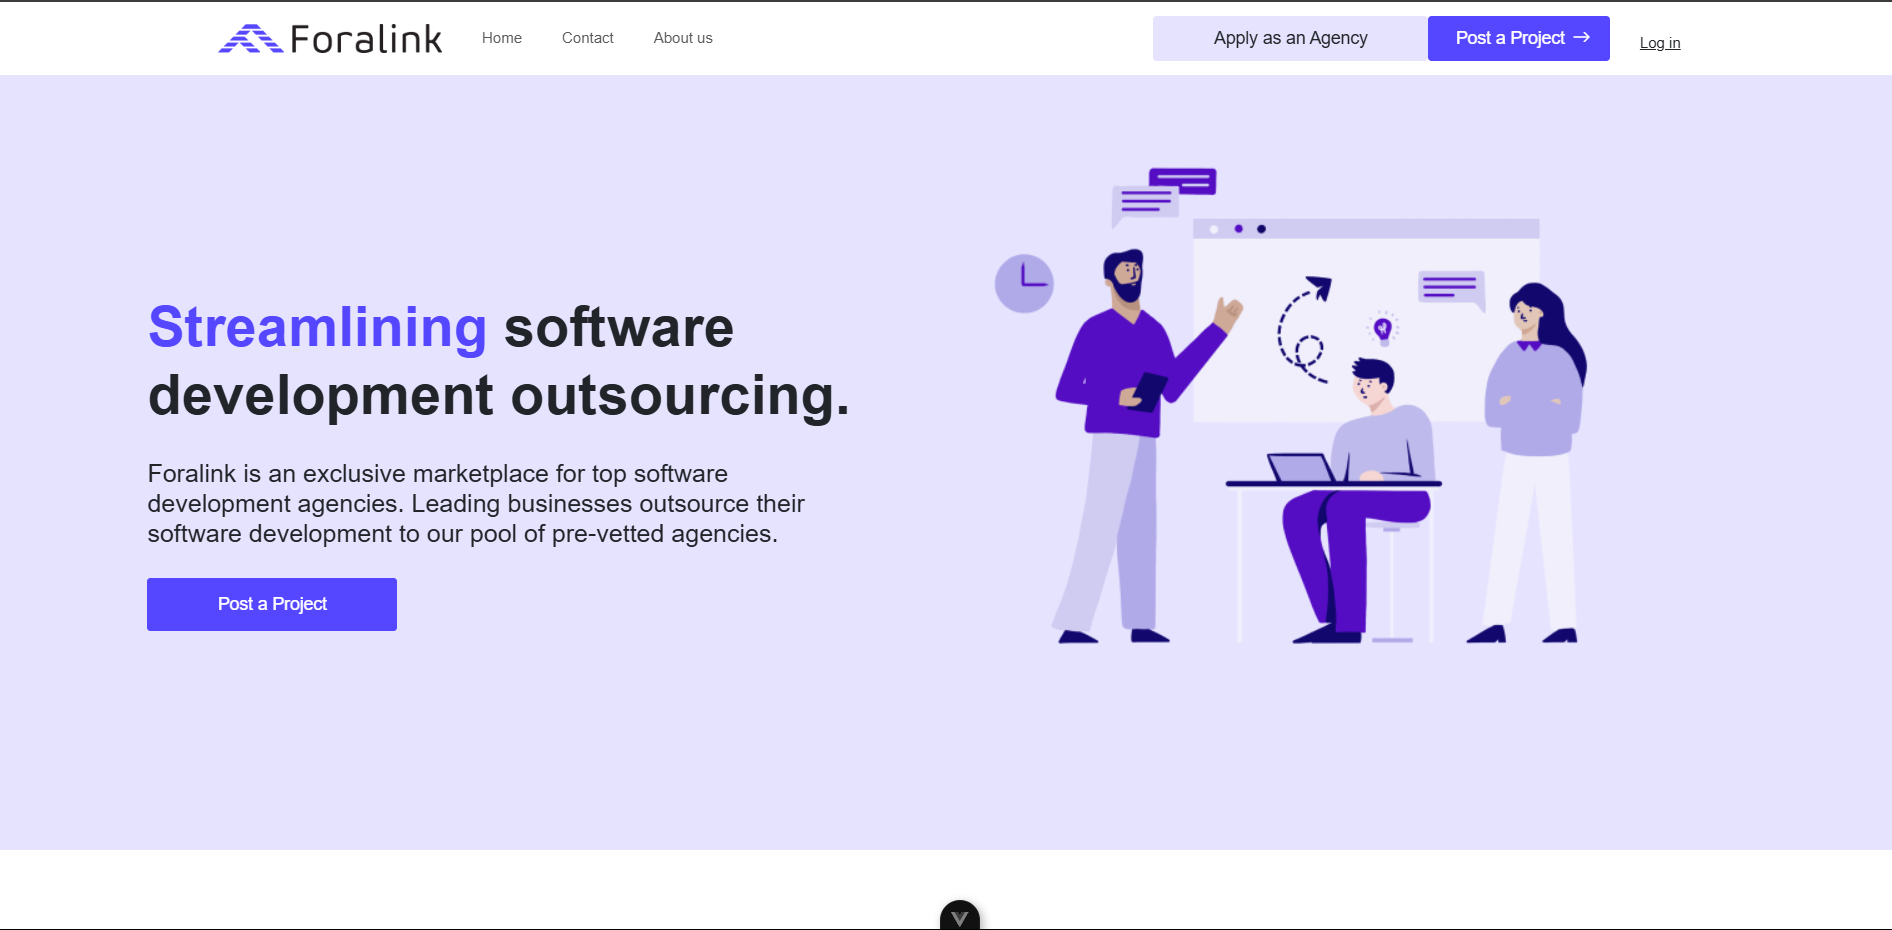 Foralink
Home
Contact
About us
Apply as an Agency
Post a Project →
Log in
Streamlining software
development outsourcing.
Foralink is an exclusive marketplace for top software
development agencies. Leading businesses outsource their
software development to our pool of pre-vetted agencies.
Post a Project